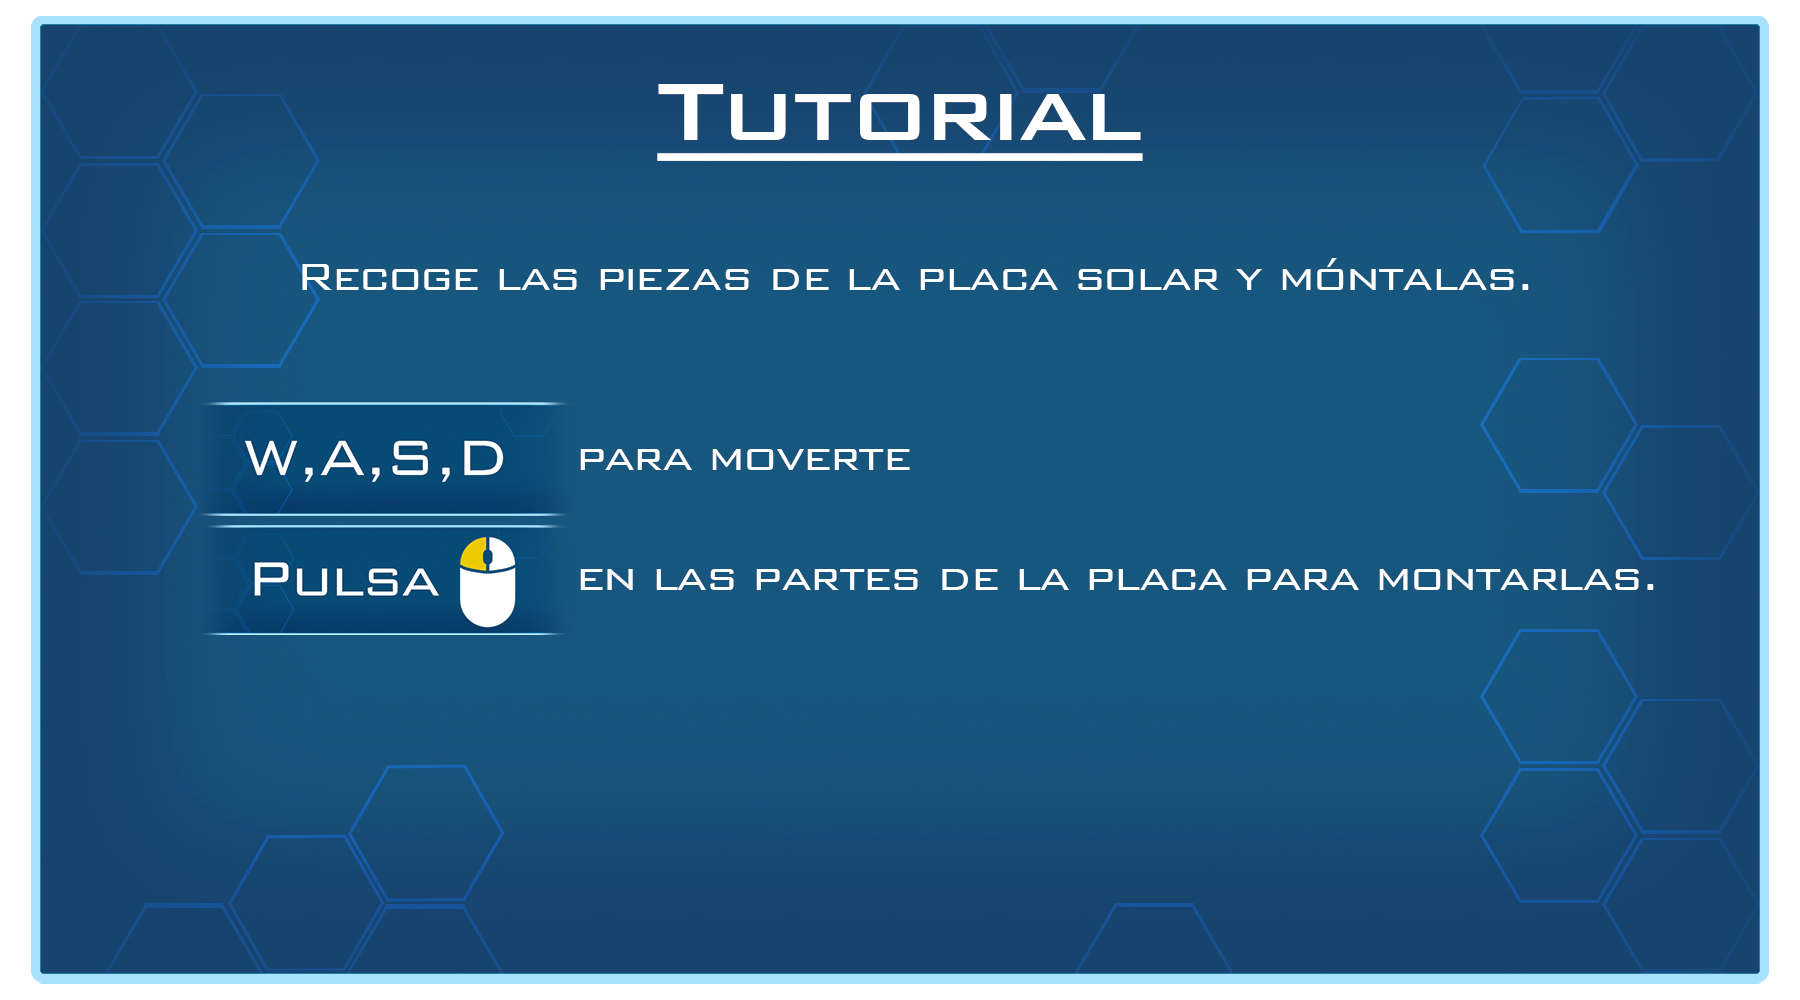 Tutorial
Recoge las piezas de la placa solar y móntalas.
W,A,S,D para moverte
Pulsa en las partes de la placa para montarlas.